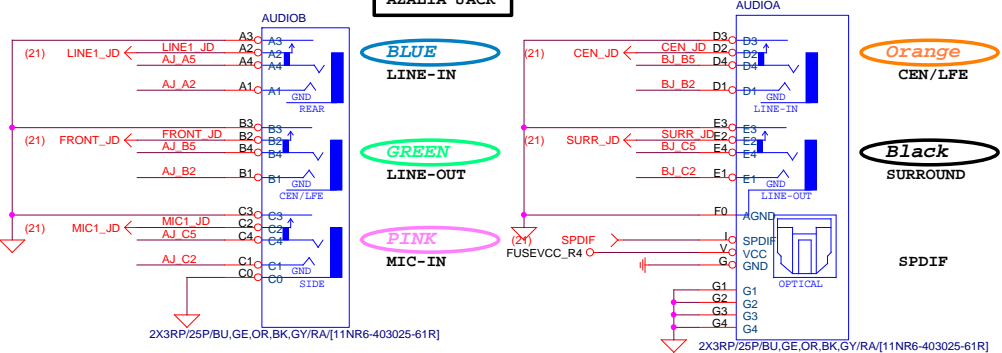 AZALIA JACK
AUDIOB
A3
A3
(21)
LINE1_JD
LINE1_JD
A2
A2
AJ_A5
A4
A4
AJ_A2
A1
A1
GND
REAR
BLUE
LINE-IN
B3
B3
(21)
FRONT_JD
FRONT_JD
B2
B2
AJ_B5
B4
B4
AJ_B2
B1
B1
GND
CEN/LFE
GREEN
LINE-OUT
C3
C3
(21)
MIC1_JD
MIC1_JD
C2
C2
AJ_C5
C4
C4
AJ_C2
C1
C1
GND
C0
C0
SIDE
PINK
MIC-IN
2X3RP/25P/BU,GE,OR,BK,GY/RA/[11NR6-403025-61R]
AUDIOA
D3
D3
(21)
CEN_JD
CEN_JD
D2
D2
BJ_B5
D4
D4
BJ_B2
D1
D1
GND
LINE-IN
Orange
CEN/LFE
E3
E3
(21)
SURR_JD
SURR_JD
E2
E2
BJ_C5
E4
E4
BJ_C2
E1
E1
GND
LINE-OUT
Black
SURROUND
F0
AGND
(21)
SPDIF
I
SPDIF
FUSEVCC_R4
V
VCC
G
GND
OPTICAL
SPDIF
G1
G1
G2
G2
G3
G3
G4
G4
2X3RP/25P/BU,GE,OR,BK,GY/RA/[11NR6-403025-61R]